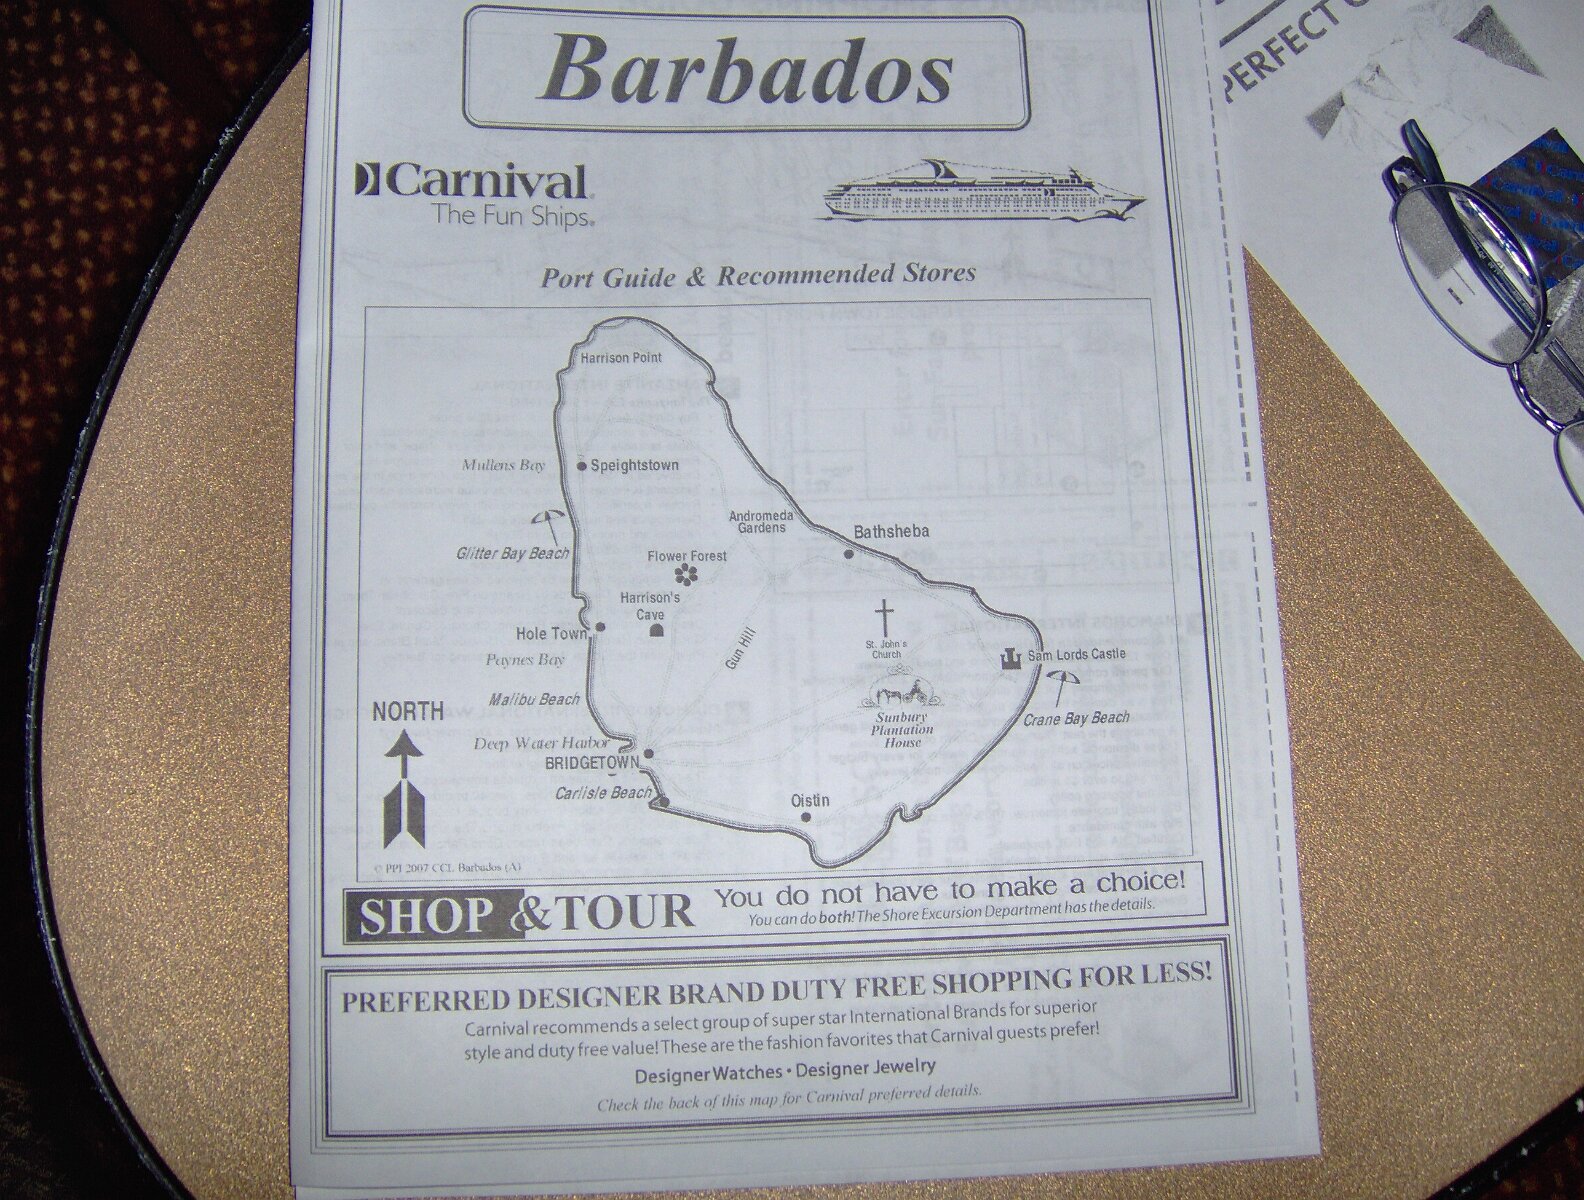 Barbados
Carnival
The Fun Ships.
Port Guide & Recommended Stores
Harrison Point
Mullens Bay
Speightstown
Andromeda
Gardens
Bathsheba
Glitter Bay Beach
Flower Forest
Harrison's
Cave
Hole Town
Gun Hill
St. John's
Church
Sam Lords Castle
Paynes Bay
Malibu Beach
Crane Bay Beach
Sunbury
Plantation
House
NORTH
Deep Water Harbor
BRIDGETOWN
Carlisle Beach
Oistin
© PPI 2007 CCL Barbados (A)
SHOP & TOUR
You do not have to make a choice!
You can do both! The Shore Excursion Department has the details.
PREFERRED DESIGNER BRAND DUTY FREE SHOPPING FOR LESS!
Carnival recommends a select group of super star International Brands for superior
style and duty free value! These are the fashion favorites that Carnival guests prefer!
Designer Watches • Designer Jewelry
Check the back of this map for Carnival preferred details.
PERFECT